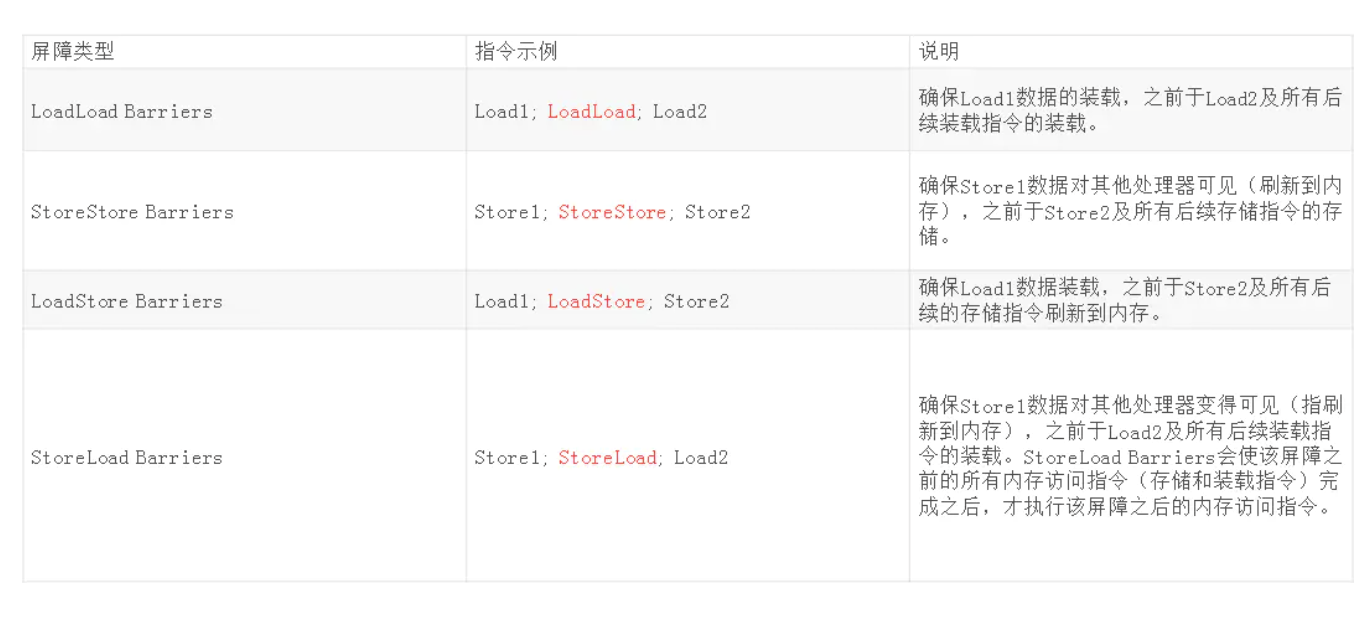 屏障类型
指令示例
说明
LoadLoad Barriers
Load1; LoadLoad; Load2
确保Load1数据的装载，之前于Load2及所有后
续装载指令的装载。
StoreStore Barriers
Store1; StoreStore; Store2
确保Store1数据对其他处理器可见（刷新到内
存），之前于Store2及所有后续存储指令的存
储。
LoadStore Barriers
Load1; LoadStore; Store2
确保Load1数据装载，之前于Store2及所有后
续的存储指令刷新到内存。
StoreLoad Barriers
Store1; StoreLoad; Load2
确保Store1数据对其他处理器变得可见（指刷
新到内存），之前于Load2及所有后续装载指
令的装载。StoreLoad Barriers会使该屏障之
前的所有内存访问指令（存储和装载指令）完
成之后，才执行该屏障之后的内存访问指令。